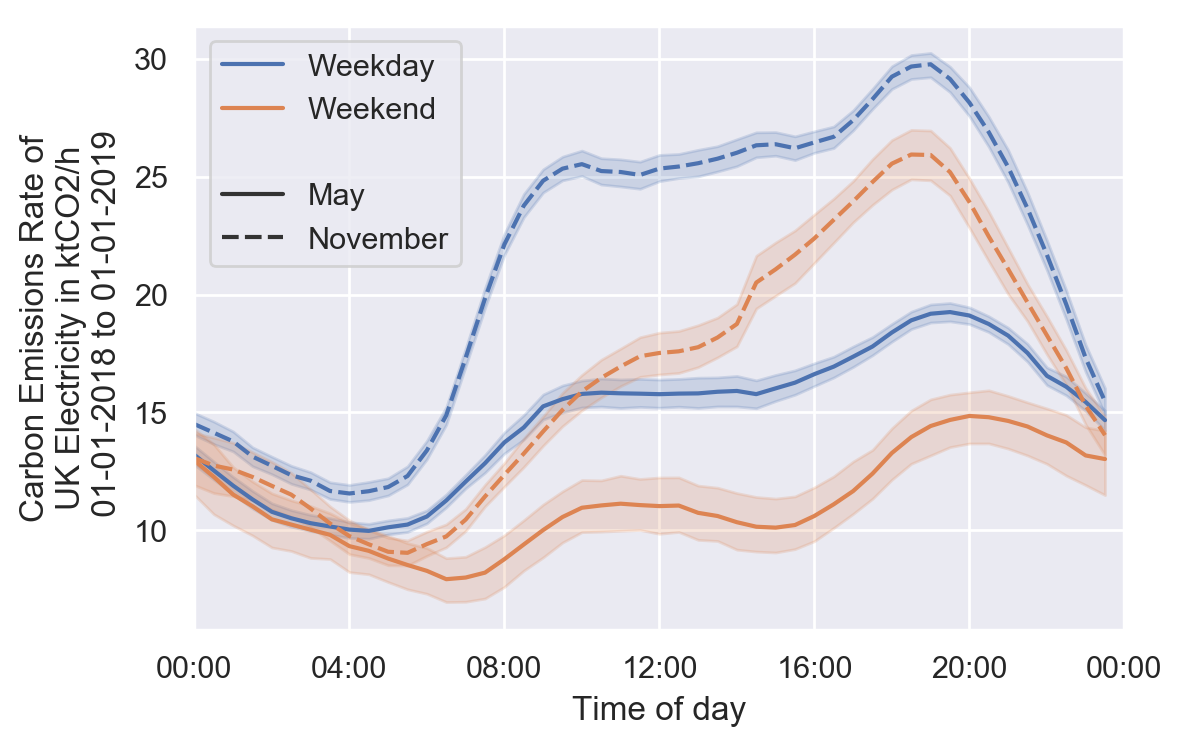 Carbon Emissions Rate of
UK Electricity in ktCO2/h
01-01-2018 to 01-01-2019
30
25
20
15
10
Weekday
Weekend
May
November
00:00
04:00
08:00
12:00
16:00
20:00
00:00
Time of day